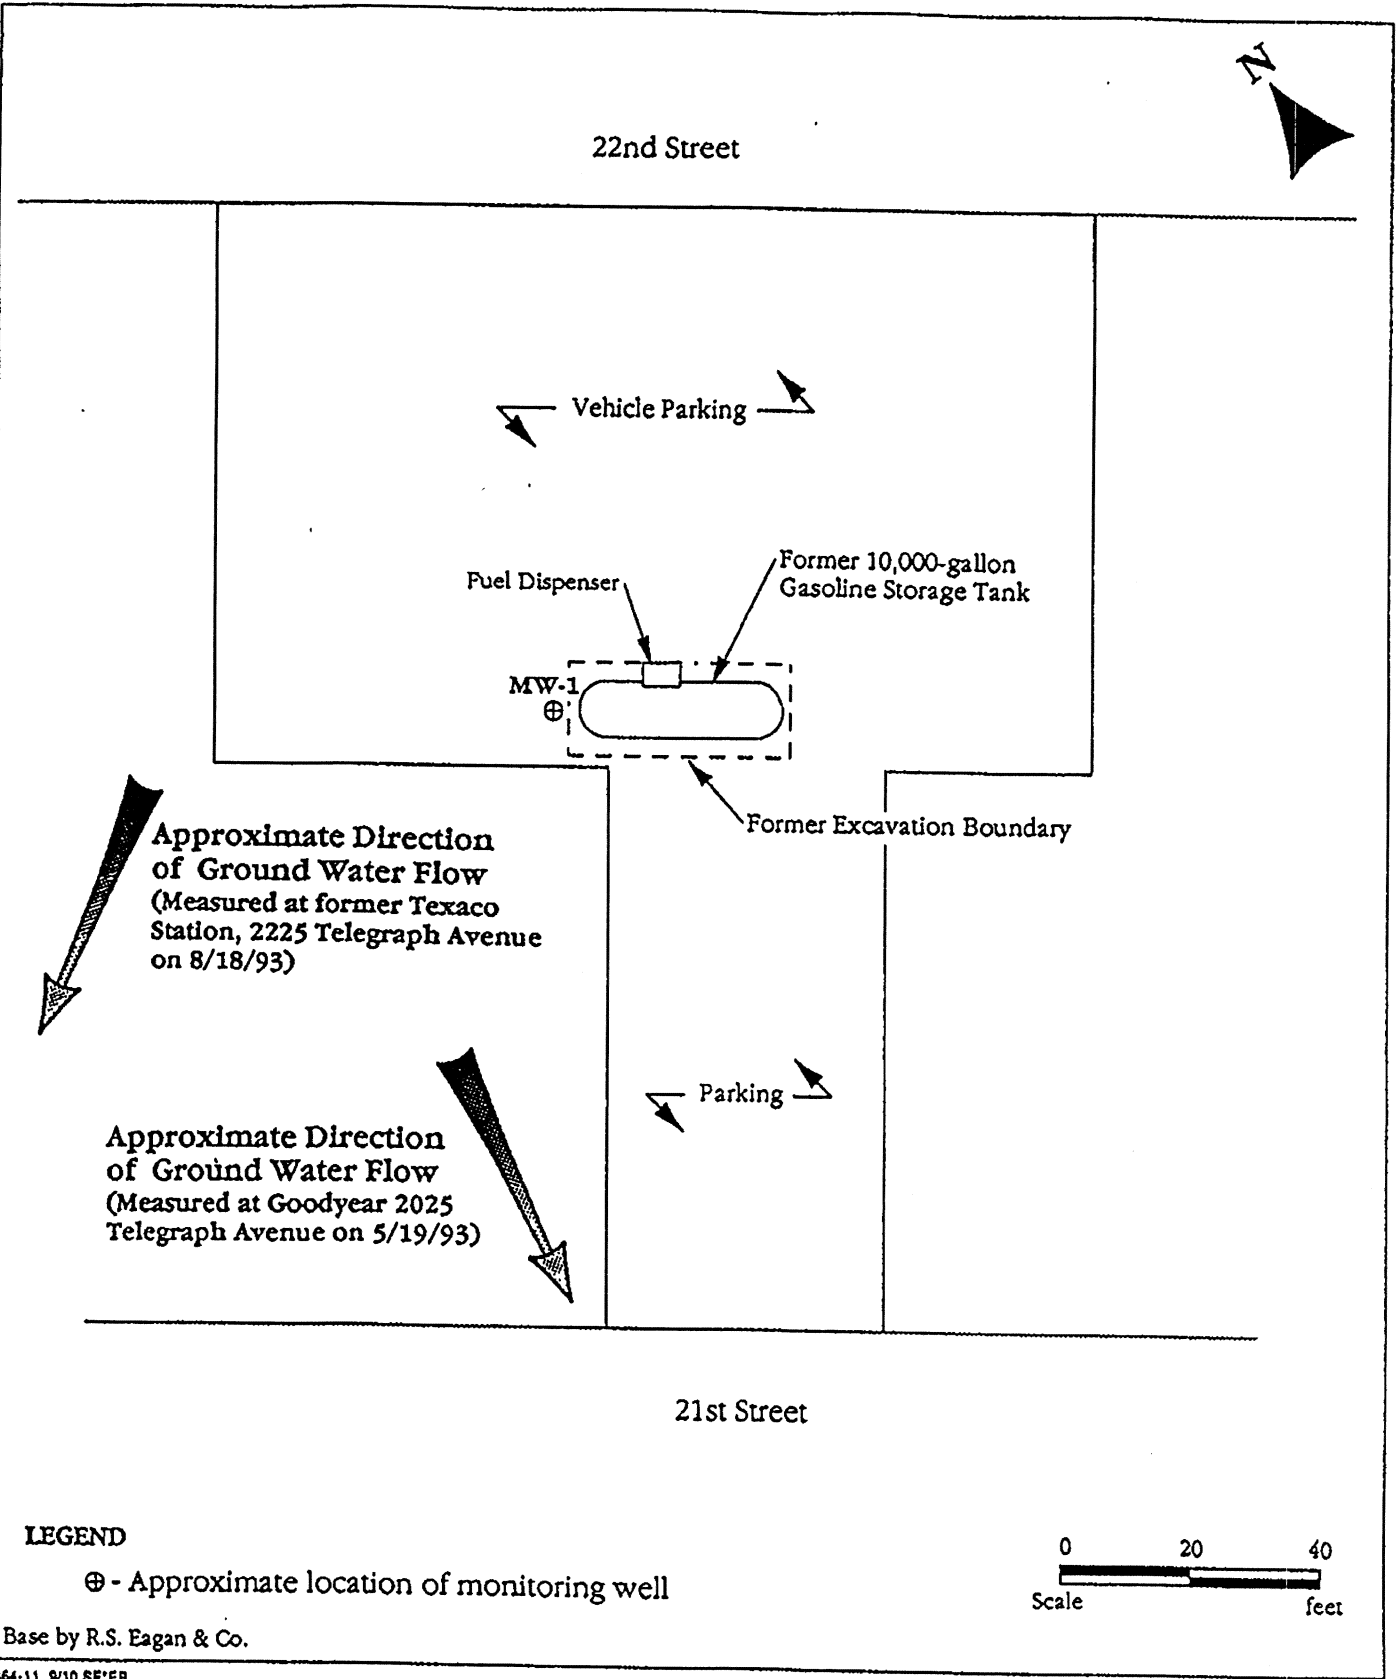 N
22nd Street
Vehicle Parking
Former 10,000-gallon
Gasoline Storage Tank
Fuel Dispenser
MW-1
Former Excavation Boundary
Approximate Direction
of Ground Water Flow
(Measured at former Texaco
Station, 2225 Telegraph Avenue
on 8/18/93)
Parking
Approximate Direction
of Ground Water Flow
(Measured at Goodyear 2025
Telegraph Avenue on 5/19/93)
21st Street
LEGEND
⊕ - Approximate location of monitoring well
0 20 40
Scale feet
Base by R.S. Eagan & Co.